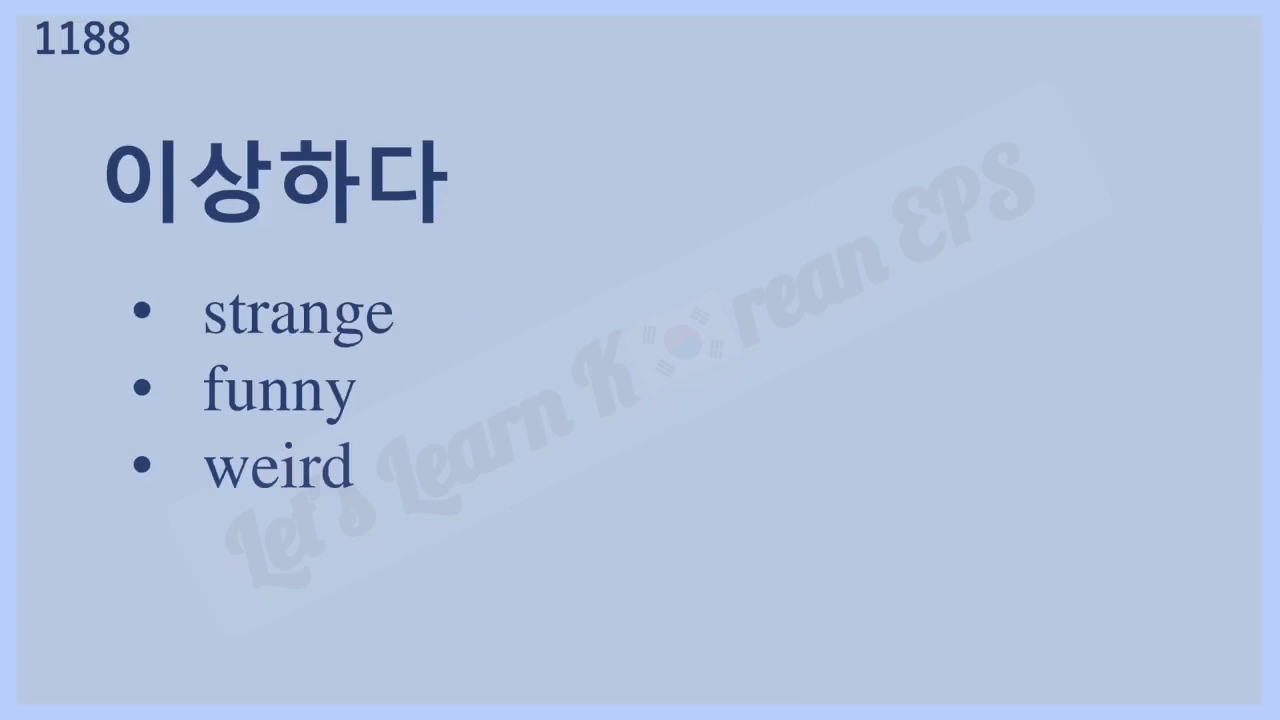 1188
이상하다
• strange
• funny
• weird
Let's Learn Korean EPS